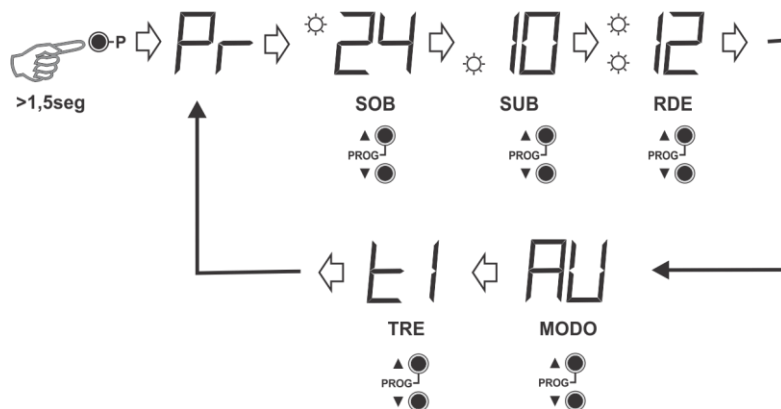 P
Pr
24
10
12
>1,5seg
SOB
SUB
RDE
PROG
PROG
PROG
t1
AU
TRE
MODO
PROG
PROG